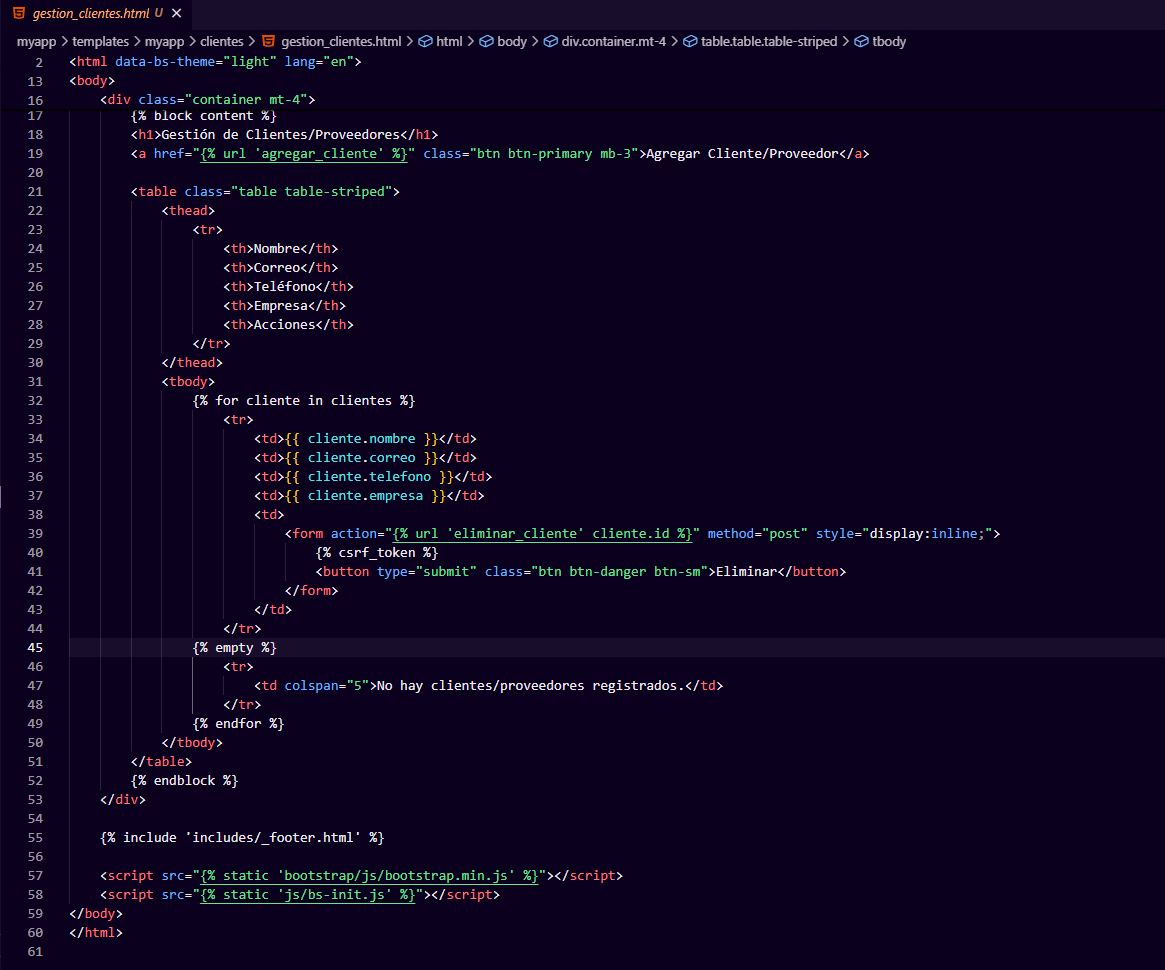 gestion_clientes.html U ×
myapp > templates > myapp > clientes > gestion_clientes.html > html > body > div.container.mt-4 > table.table.table-striped > tbody
2 <html data-bs-theme="light" lang="en">
13 <body>
16     <div class="container mt-4">
17         {% block content %}
18         <h1>Gestión de Clientes/Proveedores</h1>
19         <a href="{% url 'agregar_cliente' %}" class="btn btn-primary mb-3">Agregar Cliente/Proveedor</a>
20
21         <table class="table table-striped">
22             <thead>
23                 <tr>
24                     <th>Nombre</th>
25                     <th>Correo</th>
26                     <th>Teléfono</th>
27                     <th>Empresa</th>
28                     <th>Acciones</th>
29                 </tr>
30             </thead>
31             <tbody>
32                 {% for cliente in clientes %}
33                     <tr>
34                         <td>{{ cliente.nombre }}</td>
35                         <td>{{ cliente.correo }}</td>
36                         <td>{{ cliente.telefono }}</td>
37                         <td>{{ cliente.empresa }}</td>
38                         <td>
39                             <form action="{% url 'eliminar_cliente' cliente.id %}" method="post" style="display:inline;">
40                                 {% csrf_token %}
41                                 <button type="submit" class="btn btn-danger btn-sm">Eliminar</button>
42                             </form>
43                         </td>
44                     </tr>
45                 {% empty %}
46                     <tr>
47                         <td colspan="5">No hay clientes/proveedores registrados.</td>
48                     </tr>
49                 {% endfor %}
50             </tbody>
51         </table>
52         {% endblock %}
53     </div>
54
55     {% include 'includes/_footer.html' %}
56
57     <script src="{% static 'bootstrap/js/bootstrap.min.js' %}"></script>
58     <script src="{% static 'js/bs-init.js' %}"></script>
59 </body>
60 </html>
61